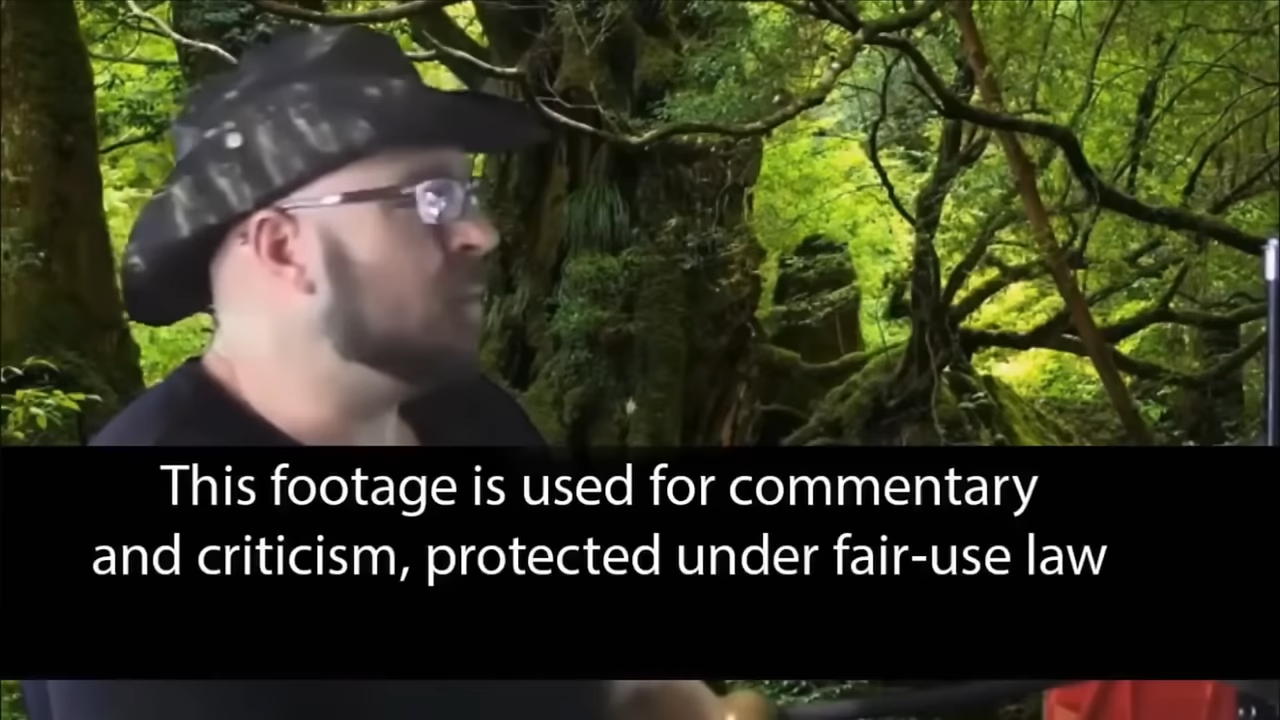 This footage is used for commentary
and criticism, protected under fair-use law